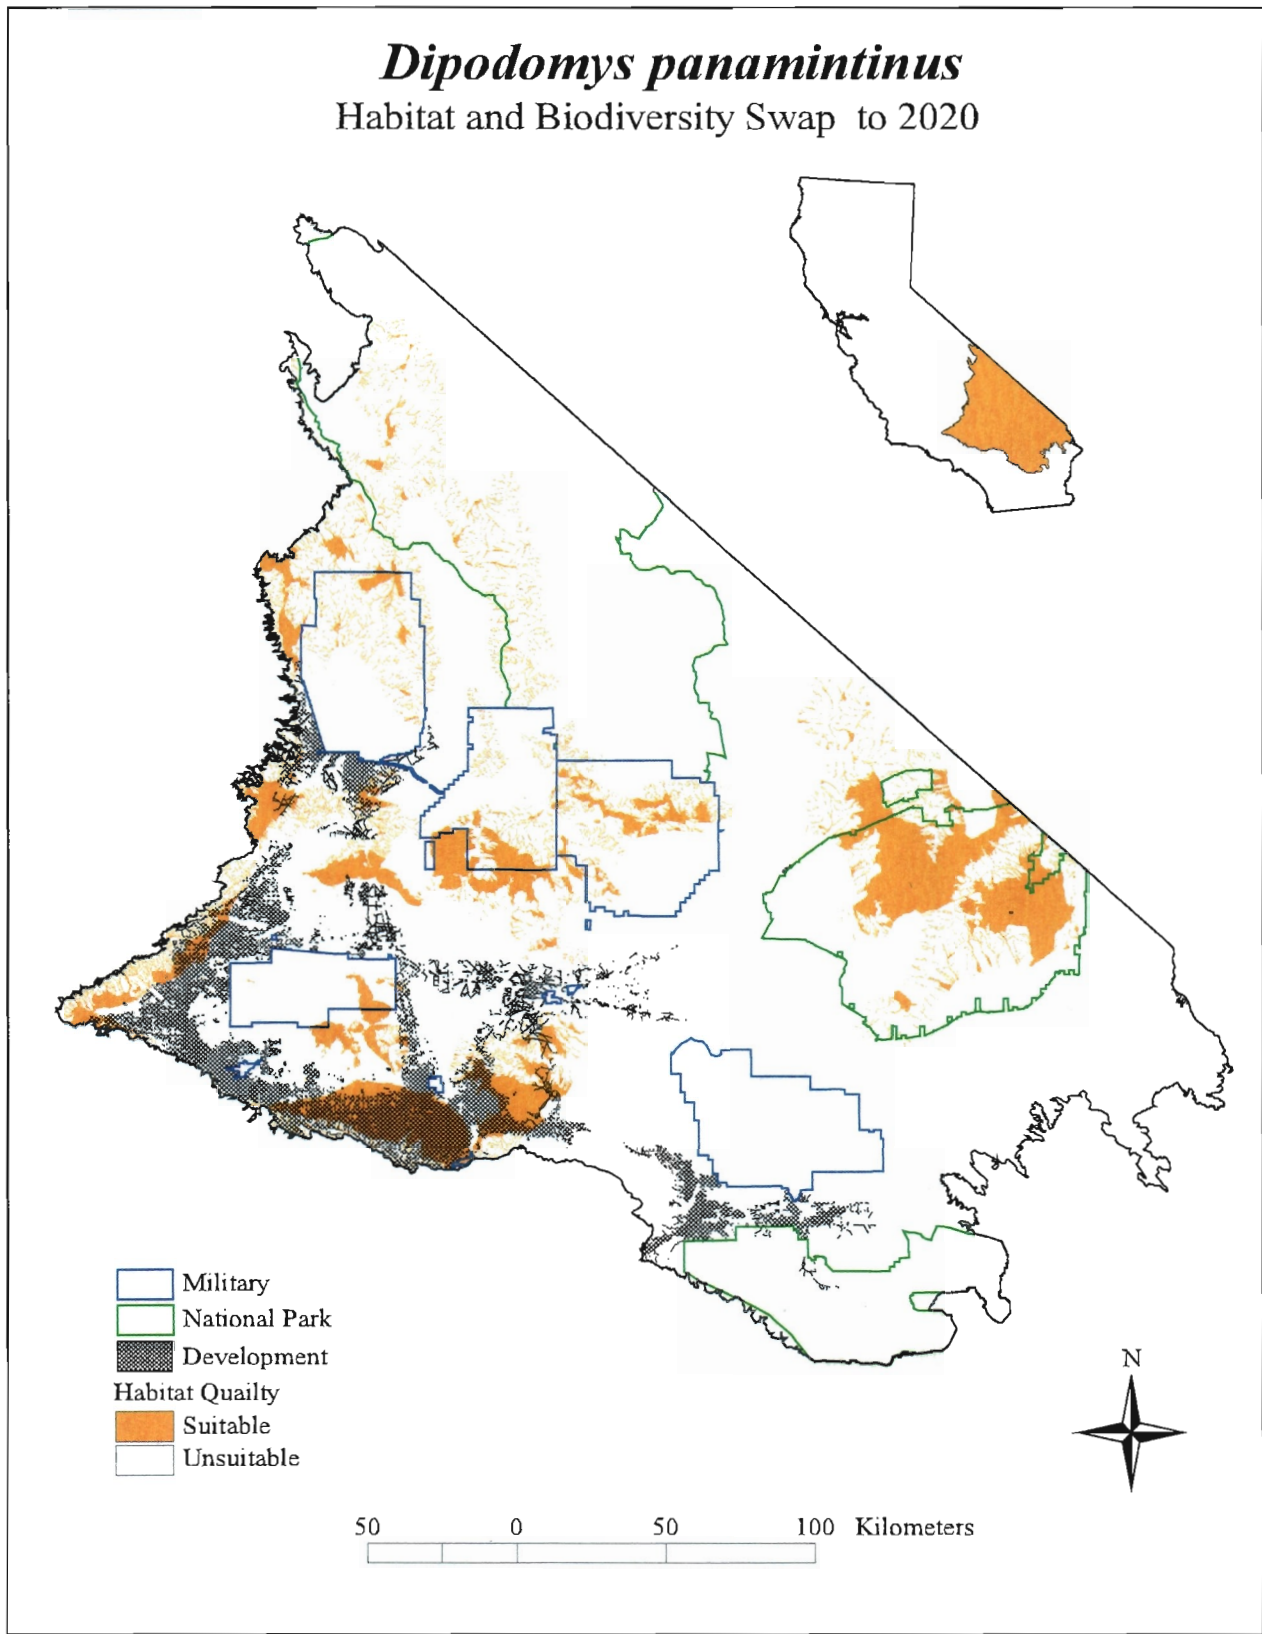 Dipodomys panamintinus
Habitat and Biodiversity Swap to 2020
Military
National Park
Development
Habitat Quailty
Suitable
Unsuitable
N
50 0 50 100 Kilometers